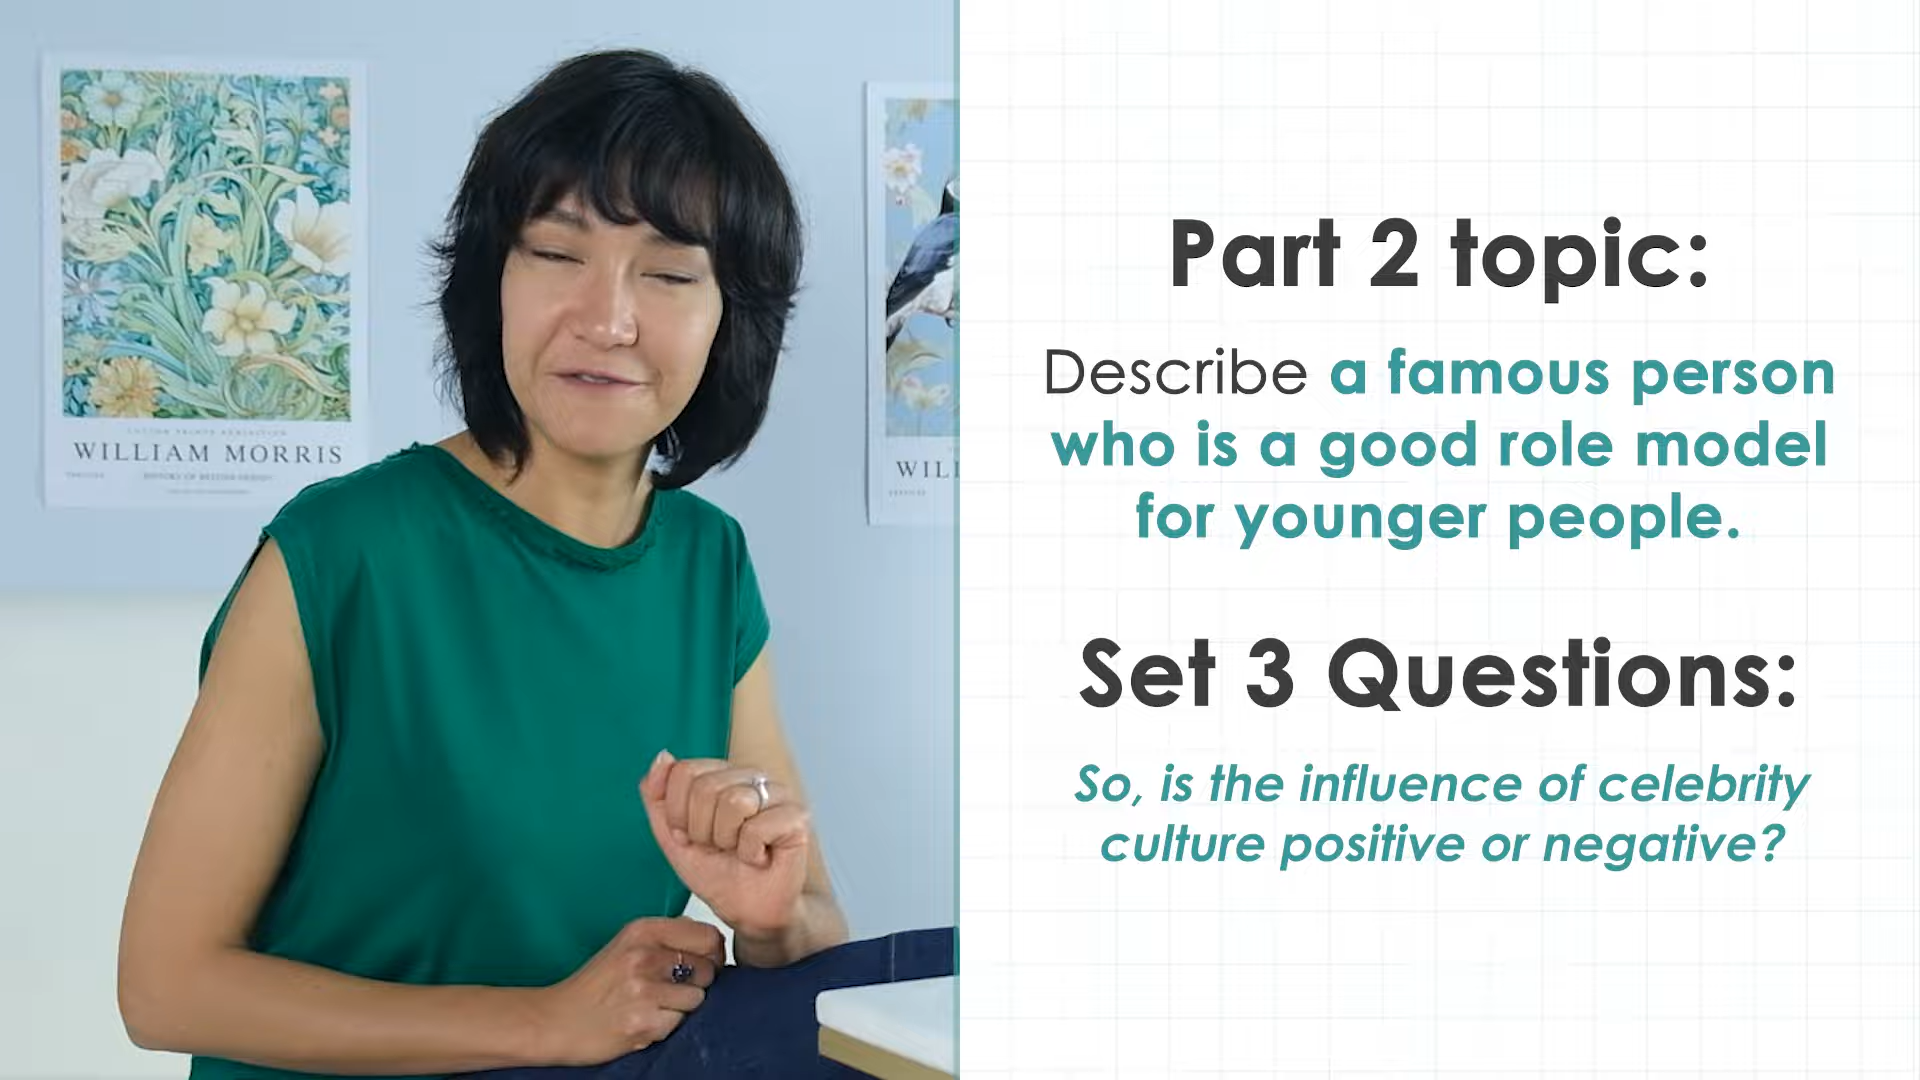 WILLIAM MORRIS
WIL
Part 2 topic:
Describe a famous person
who is a good role model
for younger people.
Set 3 Questions:
So, is the influence of celebrity
culture positive or negative?